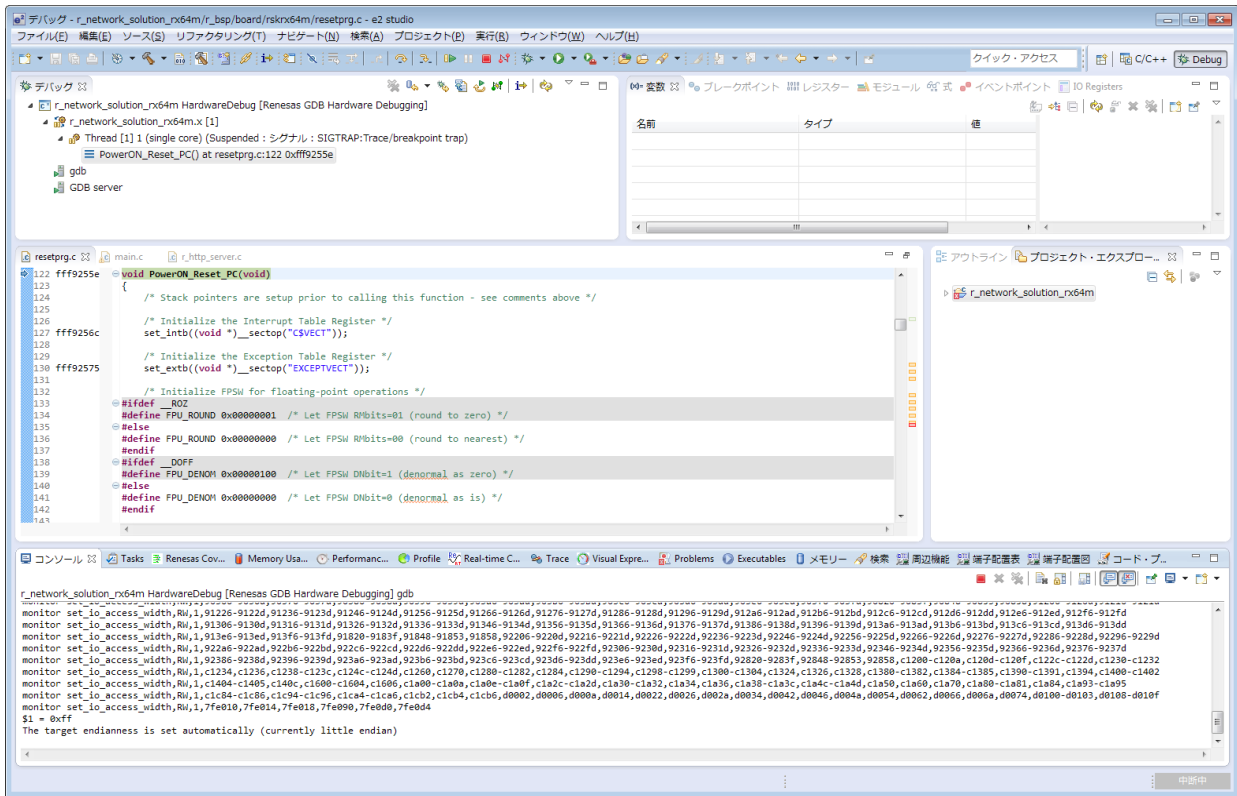 デバッグ - r_network_solution_rx64m/r_bsp/board/rskrx64m/resetprg.c - e2 studio
ファイル(F) 編集(E) ソース(S) リファクタリング(T) ナビゲート(N) 検索(A) プロジェクト(P) 実行(R) ウィンドウ(W) ヘルプ(H)
クイック・アクセス C/C++ Debug
デバッグ
r_network_solution_rx64m HardwareDebug [Renesas GDB Hardware Debugging]
r_network_solution_rx64m.x [1]
Thread [1] 1 (single core) (Suspended : シグナル : SIGTRAP:Trace/breakpoint trap)
PowerON_Reset_PC() at resetprg.c:122 0xfff9255e
gdb
GDB server
変数 ブレークポイント レジスター モジュール 式 イベントポイント IO Registers
名前 タイプ 値
resetprg.c main.c r_http_server.c
122 fff9255e void PowerON_Reset_PC(void)
123 {
124 /* Stack pointers are setup prior to calling this function - see comments above */
125
126 /* Initialize the Interrupt Table Register */
127 fff9256c set_intb((void *)__sectop("C$VECT"));
128
129 /* Initialize the Exception Table Register */
130 fff92575 set_extb((void *)__sectop("EXCEPTVECT"));
131
132 /* Initialize FPSW for floating-point operations */
133 #ifdef __ROZ
134 #define FPU_ROUND 0x00000001 /* Let FPSW RMbits=01 (round to zero) */
135 #else
136 #define FPU_ROUND 0x00000000 /* Let FPSW RMbits=00 (round to nearest) */
137 #endif
138 #ifdef __DOFF
139 #define FPU_DENOM 0x00000100 /* Let FPSW DNbit=1 (denormal as zero) */
140 #else
141 #define FPU_DENOM 0x00000000 /* Let FPSW DNbit=0 (denormal as is) */
142 #endif
143
アウトライン プロジェクト・エクスプロー...
r_network_solution_rx64m
コンソール Tasks Renesas Cov... Memory Usa... Performanc... Profile Real-time C... Trace Visual Expre... Problems Executables メモリー 検索 周辺機能 端子配置表 端子配置図 コード・プ...
r_network_solution_rx64m HardwareDebug [Renesas GDB Hardware Debugging] gdb
monitor set_io_access_width,RW,1,91226-9122d,91236-9123d,91246-9124d,91256-9125d,91266-9126d,91276-9127d,91286-9128d,91296-9129d,912a6-912ad,912b6-912bd,912c6-912cd,912d6-912dd,912e6-912ed,912f6-912fd
monitor set_io_access_width,RW,1,91306-9130d,91316-9131d,91326-9132d,91336-9133d,91346-9134d,91356-9135d,91366-9136d,91376-9137d,91386-9138d,91396-9139d,913a6-913ad,913b6-913bd,913c6-913cd,913d6-913dd
monitor set_io_access_width,RW,1,913e6-913ed,913f6-913fd,91820-9183f,91848-91853,91858,92206-9220d,92216-9221d,92226-9222d,92236-9223d,92246-9224d,92256-9225d,92266-9226d,92276-9227d,92286-9228d,92296-9229d
monitor set_io_access_width,RW,1,922a6-922ad,922b6-922bd,922c6-922cd,922d6-922dd,922e6-922ed,922f6-922fd,92306-9230d,92316-9231d,92326-9232d,92336-9233d,92346-9234d,92356-9235d,92366-9236d,92376-9237d
monitor set_io_access_width,RW,1,92386-9238d,92396-9239d,923a6-923ad,923b6-923bd,923c6-923cd,923d6-923dd,923e6-923ed,923f6-923fd,92820-9283f,92848-92853,92858,c1200-c120a,c120d-c120f,c122c-c122d,c1230-c1232
monitor set_io_access_width,RW,1,c1234,c1236,c1238-c123c,c124c-c124d,c1260,c1270,c1280-c1282,c1284,c1290-c1294,c1298-c1299,c1300-c1304,c1324,c1326,c1328,c1380-c1382,c1384-c1385,c1390-c1391,c1394,c1400-c1402
monitor set_io_access_width,RW,1,c1404-c1405,c140c,c1600-c1604,c1606,c1a00-c1a0a,c1a0e-c1a0f,c1a2c-c1a2d,c1a30-c1a32,c1a34,c1a36,c1a38-c1a3c,c1a4c-c1a4d,c1a50,c1a60,c1a70,c1a80-c1a81,c1a84,c1a93-c1a95
monitor set_io_access_width,RW,1,c1c84-c1c86,c1c94-c1c96,c1ca4-c1ca6,c1cb2,c1cb4,c1cb6,d0002,d0006,d000a,d0014,d0022,d0026,d002a,d0034,d0042,d0046,d004a,d0054,d0062,d0066,d006a,d0074,d0100-d0103,d0108-d010f
monitor set_io_access_width,RW,1,7fe010,7fe014,7fe018,7fe090,7fe0d0,7fe0d4
$1 = 0xff
The target endianness is set automatically (currently little endian)
中断中